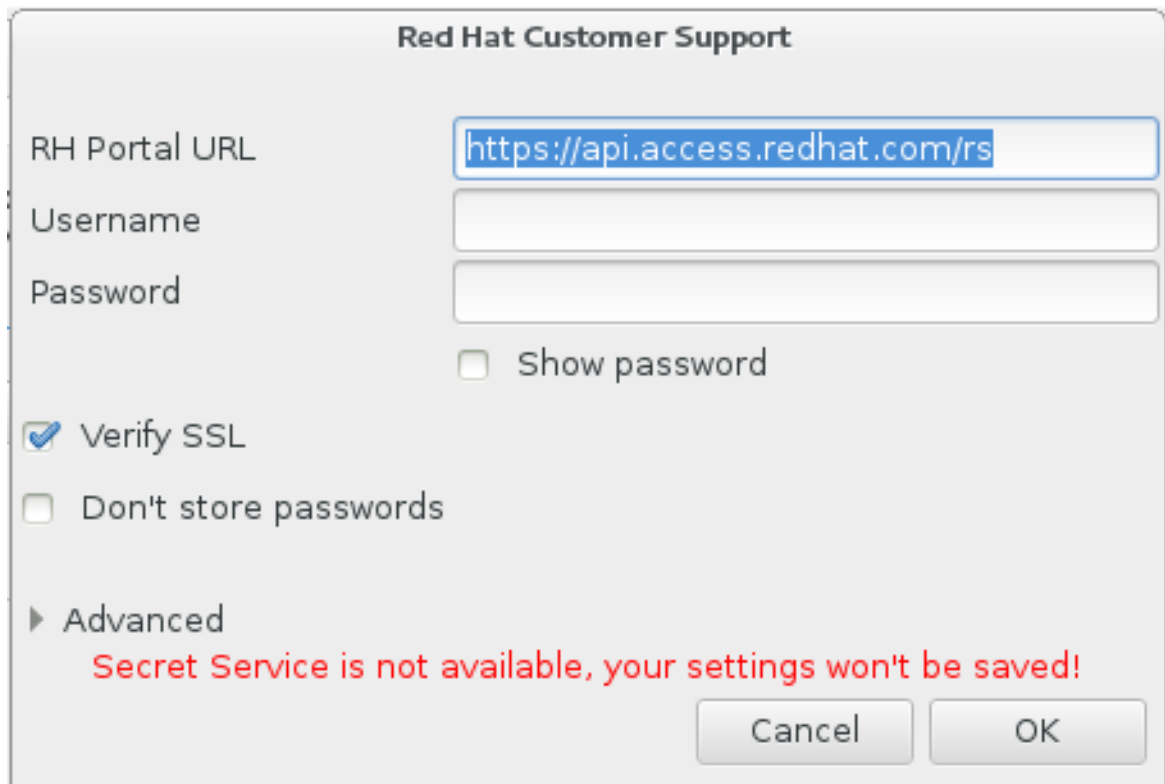 Red Hat Customer Support
RH Portal URL https://api.access.redhat.com/rs
Username
Password
Show password
Verify SSL
Don't store passwords
Advanced
Secret Service is not available, your settings won't be saved!
Cancel OK